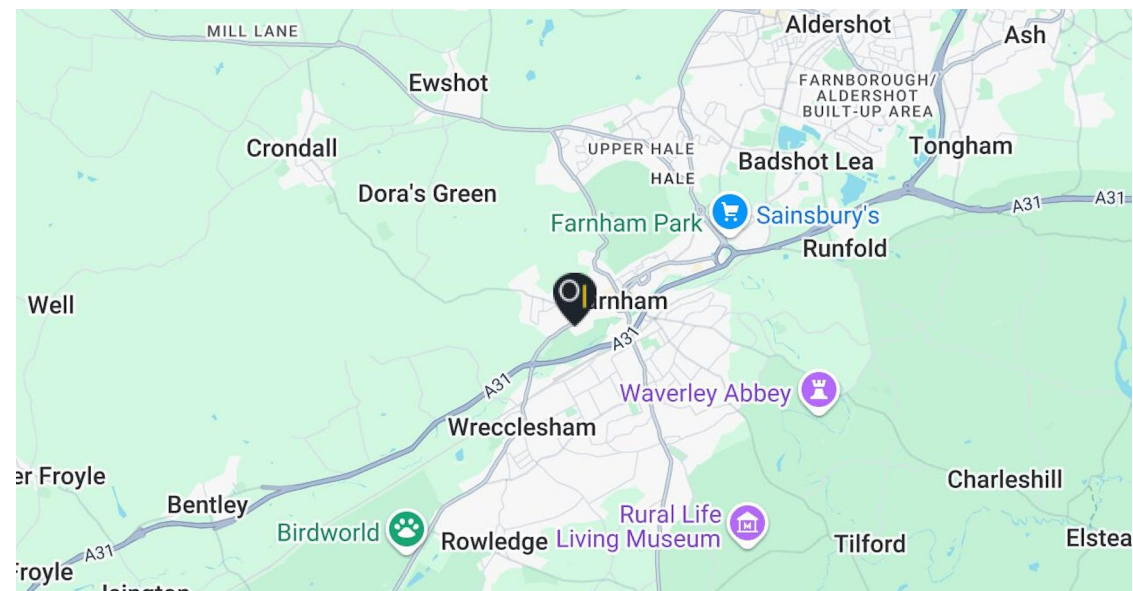 MILL LANE
Aldershot
Ash
Ewshot
FARNBOROUGH/
ALDERSHOT
BUILT-UP AREA
Crondall
UPPER HALE
Badshot Lea
Tongham
HALE
Dora's Green
A31
A31
Farnham Park
Sainsbury's
Runfold
Well
rnham
A31
A31
Waverley Abbey
Wrecclesham
er Froyle
Charleshill
Bentley
Rural Life
Living Museum
Birdworld
Rowledge
Tilford
Elstea
A31
Froyle